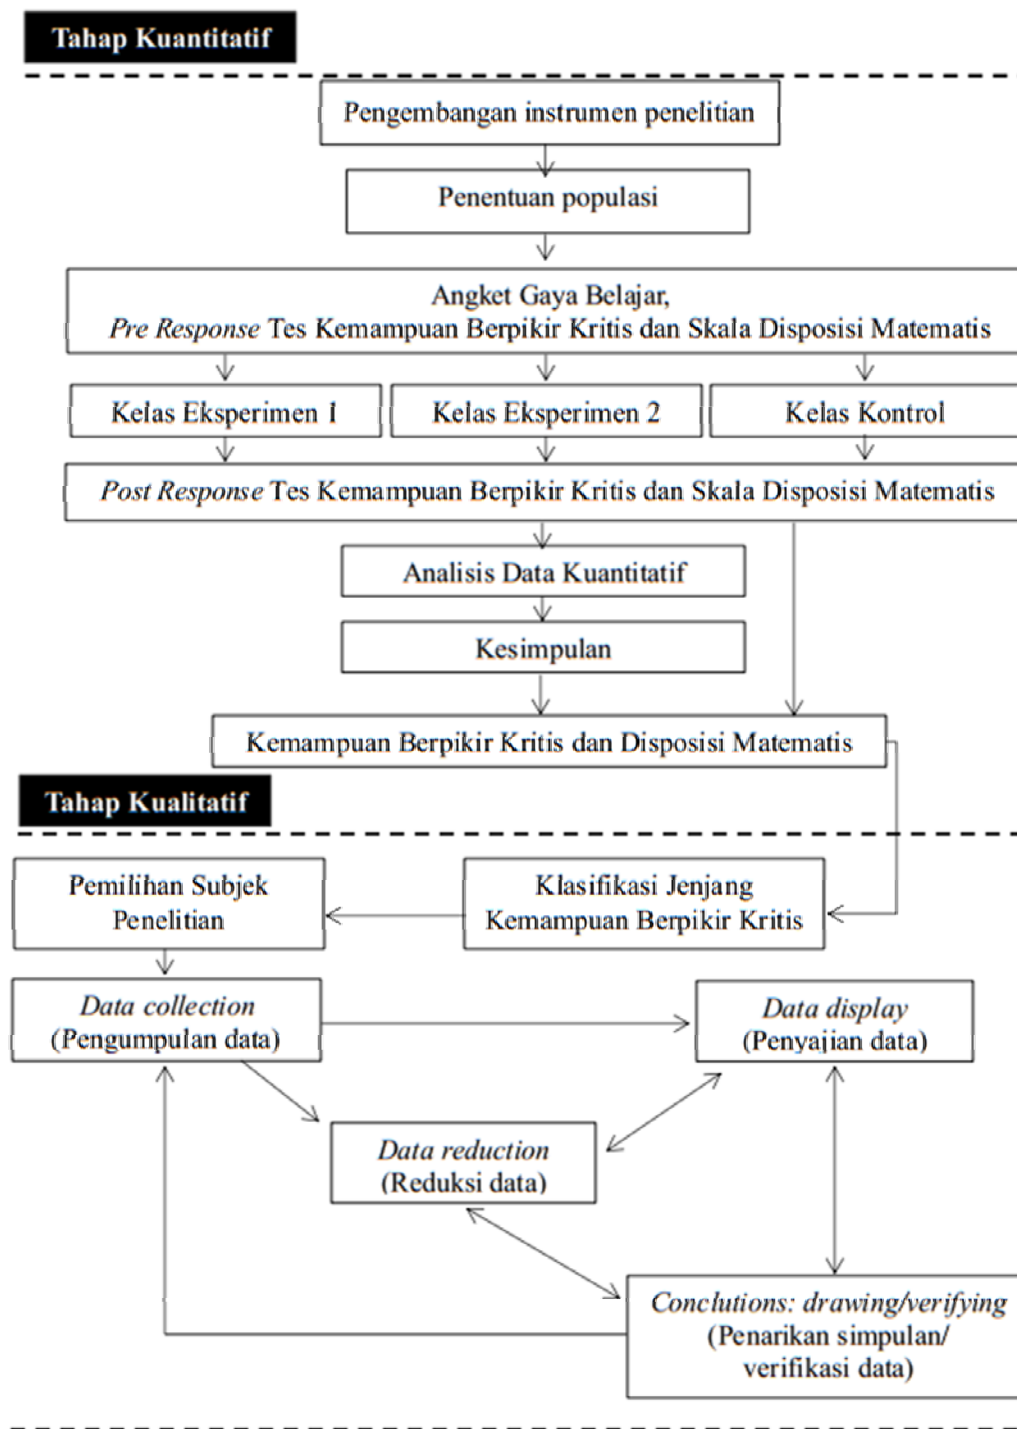 Tahap Kuantitatif
Pengembangan instrumen penelitian
Penentuan populasi
Angket Gaya Belajar,
Pre Response Tes Kemampuan Berpikir Kritis dan Skala Disposisi Matematis
Kelas Eksperimen 1
Kelas Eksperimen 2
Kelas Kontrol
Post Response Tes Kemampuan Berpikir Kritis dan Skala Disposisi Matematis
Analisis Data Kuantitatif
Kesimpulan
Kemampuan Berpikir Kritis dan Disposisi Matematis
Tahap Kualitatif
Klasifikasi Jenjang
Kemampuan Berpikir Kritis
Pemilihan Subjek
Penelitian
Data collection
(Pengumpulan data)
Data display
(Penyajian data)
Data reduction
(Reduksi data)
Conclutions: drawing/verifying
(Penarikan simpulan/
verifikasi data)